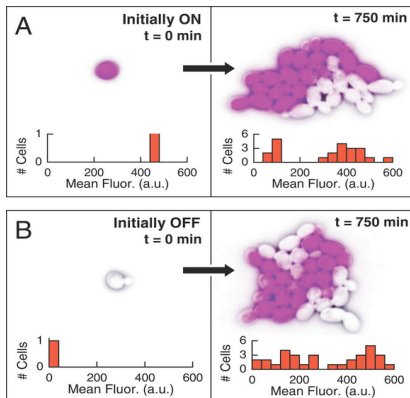 A
Initially ON
t = 0 min
t = 750 min
# Cells
1
0
0 200 400 600
Mean Fluor. (a.u.)
# Cells
6
3
0
0 200 400 600
Mean Fluor. (a.u.)
B
Initially OFF
t = 0 min
t = 750 min
# Cells
1
0
0 200 400 600
Mean Fluor. (a.u.)
# Cells
6
3
0
0 200 400 600
Mean Fluor. (a.u.)